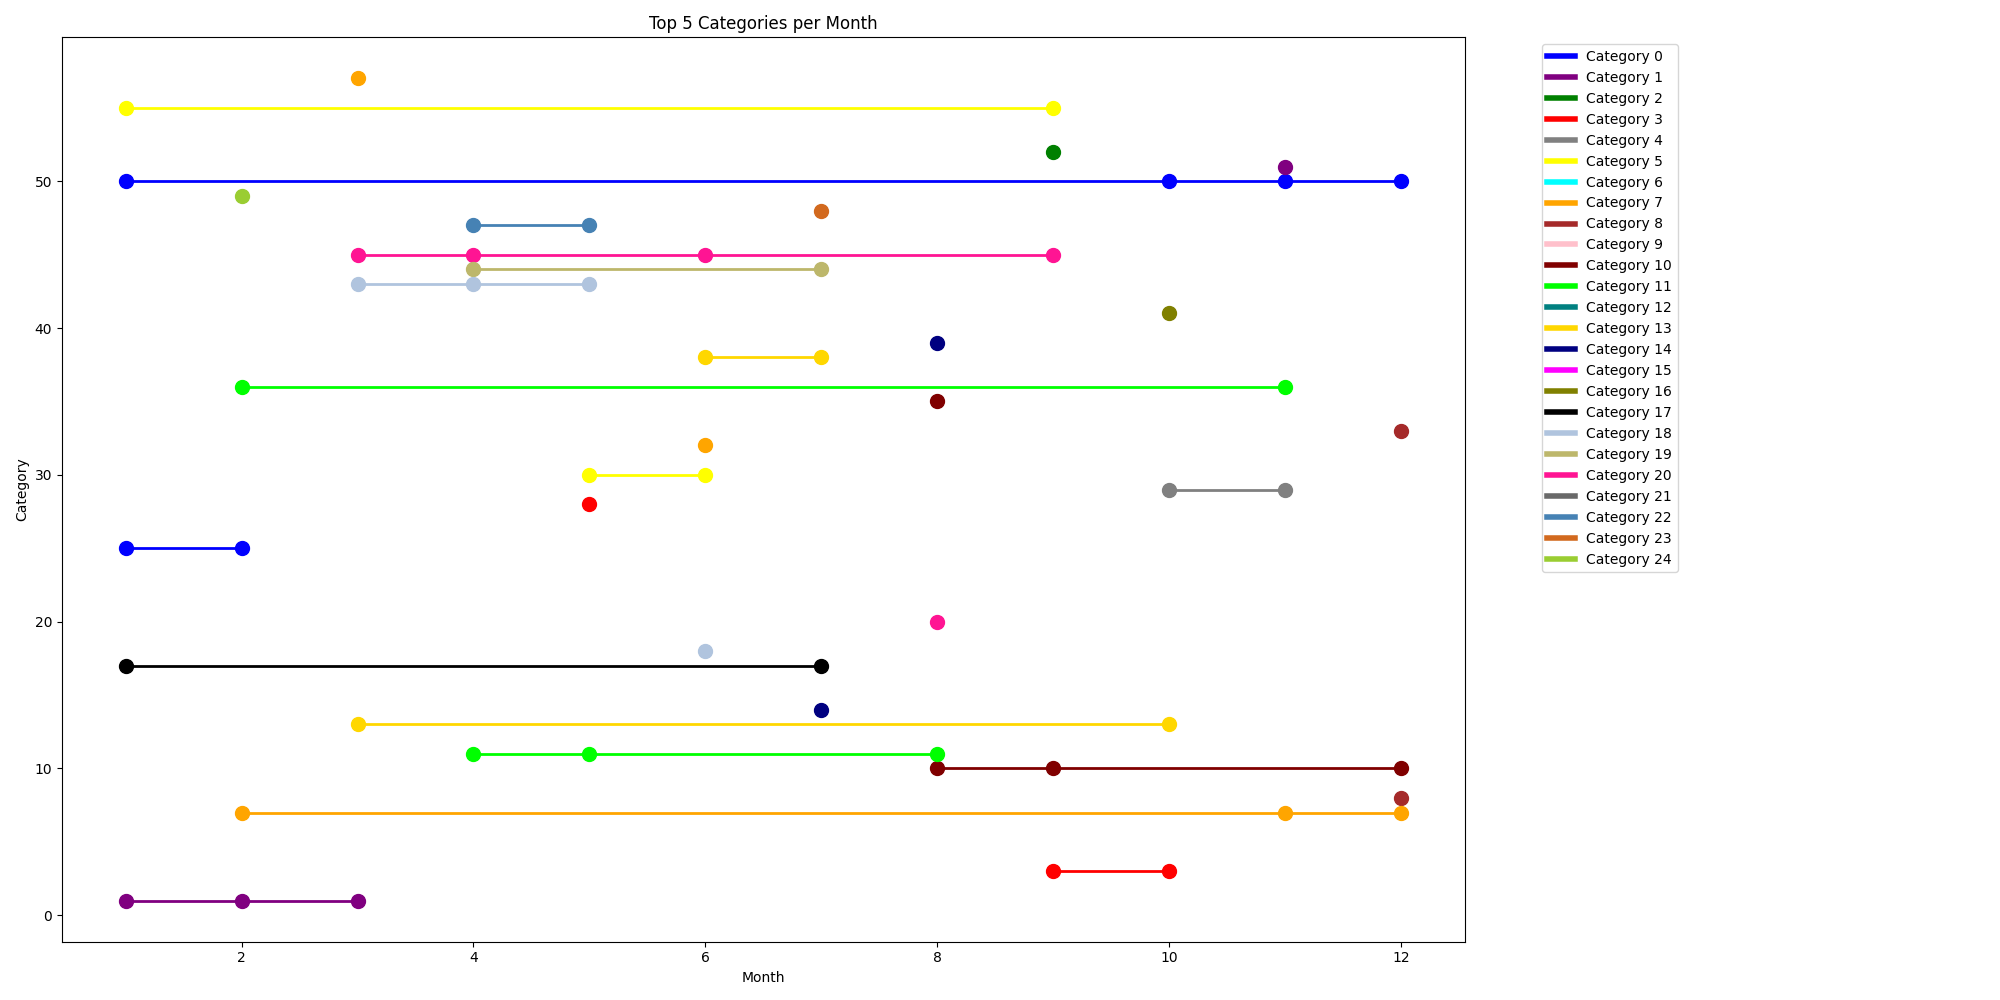 Top 5 Categories per Month
Category
50
40
30
20
10
0
2
4
6
8
10
12
Month
Category 0
Category 1
Category 2
Category 3
Category 4
Category 5
Category 6
Category 7
Category 8
Category 9
Category 10
Category 11
Category 12
Category 13
Category 14
Category 15
Category 16
Category 17
Category 18
Category 19
Category 20
Category 21
Category 22
Category 23
Category 24